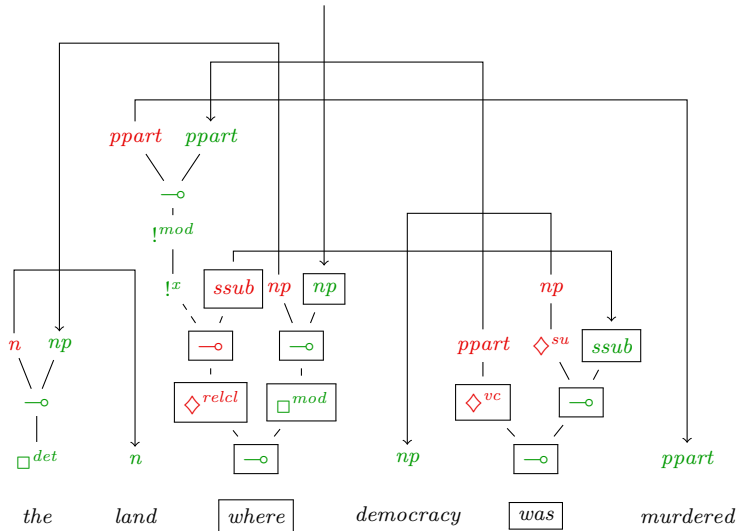 ppart ppart
⊸
!mod
!x ssub np np np
⊸ ⊸
n np ppart ◇su ssub
⊸ ◇relcl □mod ◇vc ⊸
□det n ⊸ np ⊸ ppart
the land where democracy was murdered